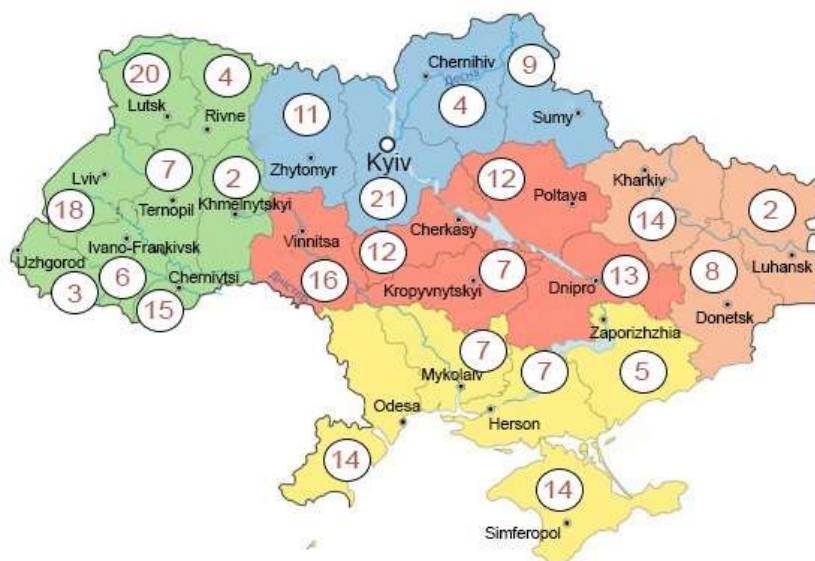 Chernihiv
9
20
4
Десна
Lutsk
Rivne
11
4
Sumy
Zhytomyr
Kyiv
Lviv
7
2
12
Kharkiv
18
Ternopil
Khmelnytskyi
21
Poltava
14
2
Ivano-Frankivsk
Vinnitsa
Cherkasy
Uzhgorod
12
Luhansk
6
Chernivtsi
16
Kropyvnytskyi
7
Dnipro
13
8
3
15
Donetsk
Zaporizhzhia
7
7
5
Mykolaiv
Odesa
Herson
14
14
Simferopol